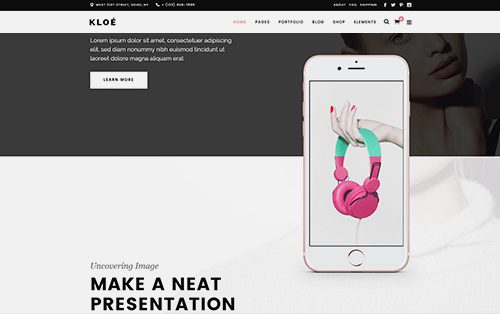 WEST 21ST STREET, SOHO, NY
+ (123) 456-7890
ABOUT FAQ SHIPPING
KLOÉ
HOME PAGES PORTFOLIO BLOG SHOP ELEMENTS
Lorem ipsum dolor sit amet, consectetuer adipiscing
elit, sed diam nonummy nibh euismod tincidunt ut
laoreet dolore magna aliquam erat
LEARN MORE
Uncovering Image
MAKE A NEAT
PRESENTATION